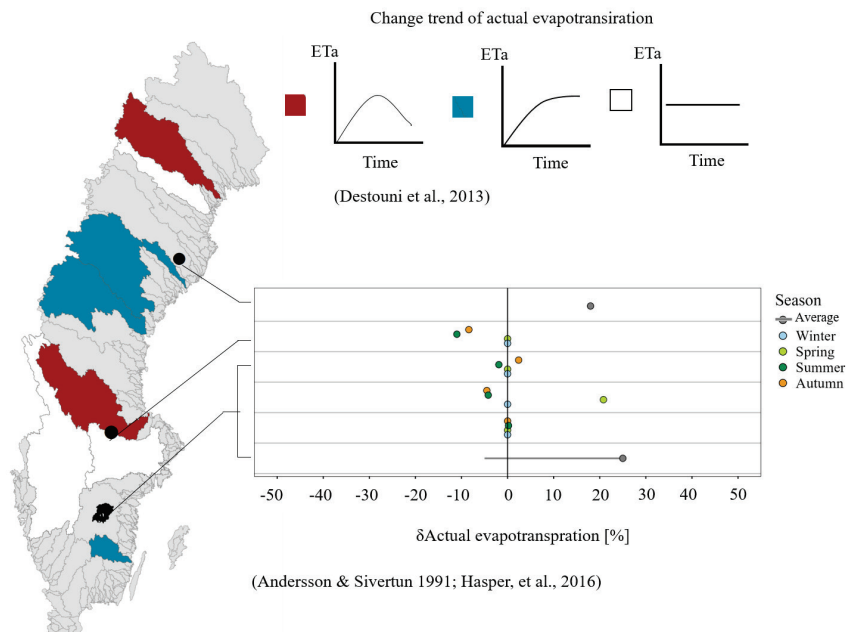 Change trend of actual evapotransiration
ETa
ETa
ETa
Time
Time
Time
(Destouni et al., 2013)
Season
Average
Winter
Spring
Summer
Autumn
-50 -40 -30 -20 -10 0 10 20 30 40 50
δActual evapotranspration [%]
(Andersson & Sivertun 1991; Hasper, et al., 2016)